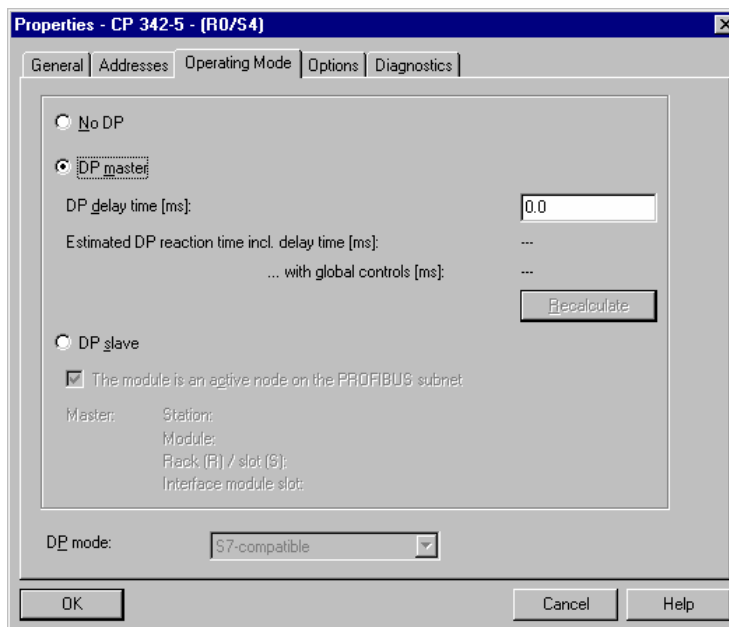 Properties - CP 342-5 - (R0/S4)
General Addresses Operating Mode Options Diagnostics
No DP
DP master
DP delay time [ms]: 0.0
Estimated DP reaction time incl. delay time [ms]: ---
... with global controls [ms]: ---
Recalculate
DP slave
The module is an active node on the PROFIBUS subnet
Master: Station:
Module:
Rack (R) / slot (S):
Interface module slot:
DP mode: S7-compatible
OK Cancel Help